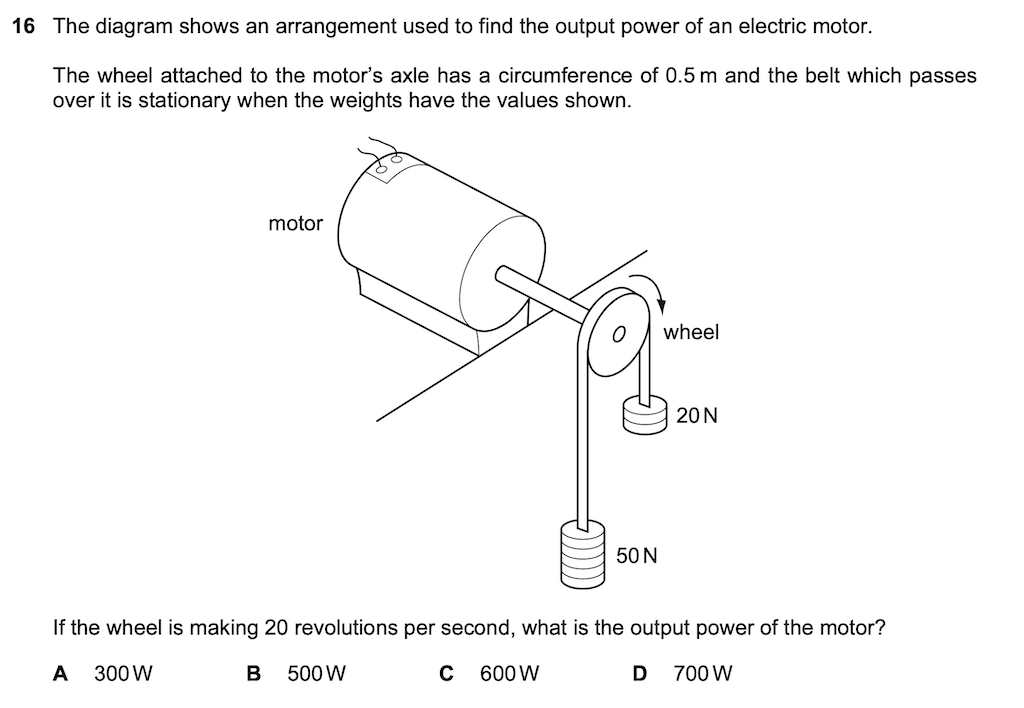 16 The diagram shows an arrangement used to find the output power of an electric motor.
The wheel attached to the motor's axle has a circumference of 0.5 m and the belt which passes
over it is stationary when the weights have the values shown.
motor
wheel
20 N
50 N
If the wheel is making 20 revolutions per second, what is the output power of the motor?
A 300 W B 500 W C 600 W D 700 W